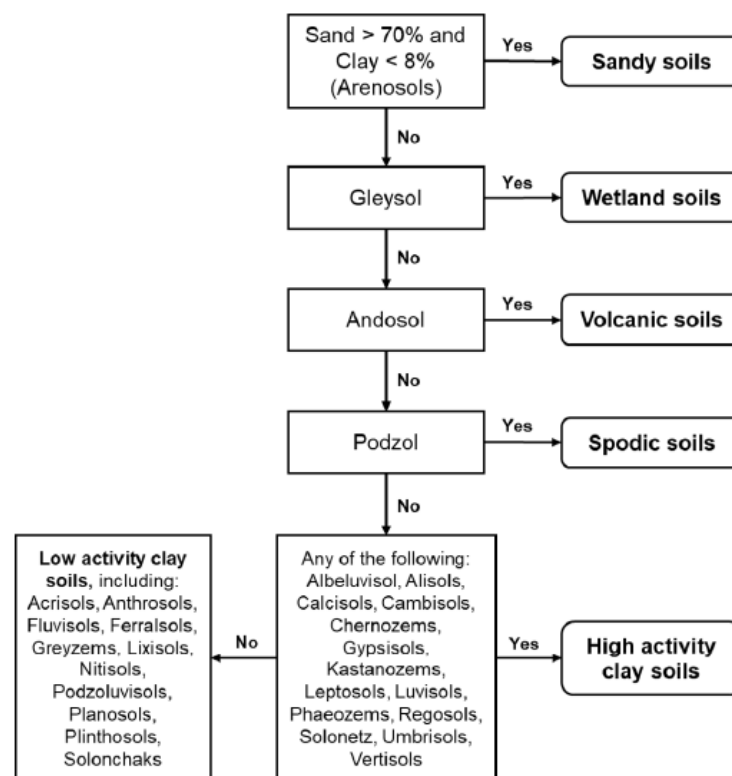 Sand > 70% and
Clay < 8%
(Arenosols)
Yes
Sandy soils
No
Gleysol
Yes
Wetland soils
No
Andosol
Yes
Volcanic soils
No
Podzol
Yes
Spodic soils
No
Low activity clay
soils, including:
Acrisols, Anthrosols,
Fluvisols, Ferralsols,
Greyzems, Lixisols,
Nitisols,
Podzoluvisols,
Planosols,
Plinthosols,
Solonchaks
No
Any of the following:
Albeluvisol, Alisols,
Calcisols, Cambisols,
Chernozems,
Gypsisols,
Kastanozems,
Leptosols, Luvisols,
Phaeozems, Regosols,
Solonetz, Umbrisols,
Vertisols
Yes
High activity
clay soils